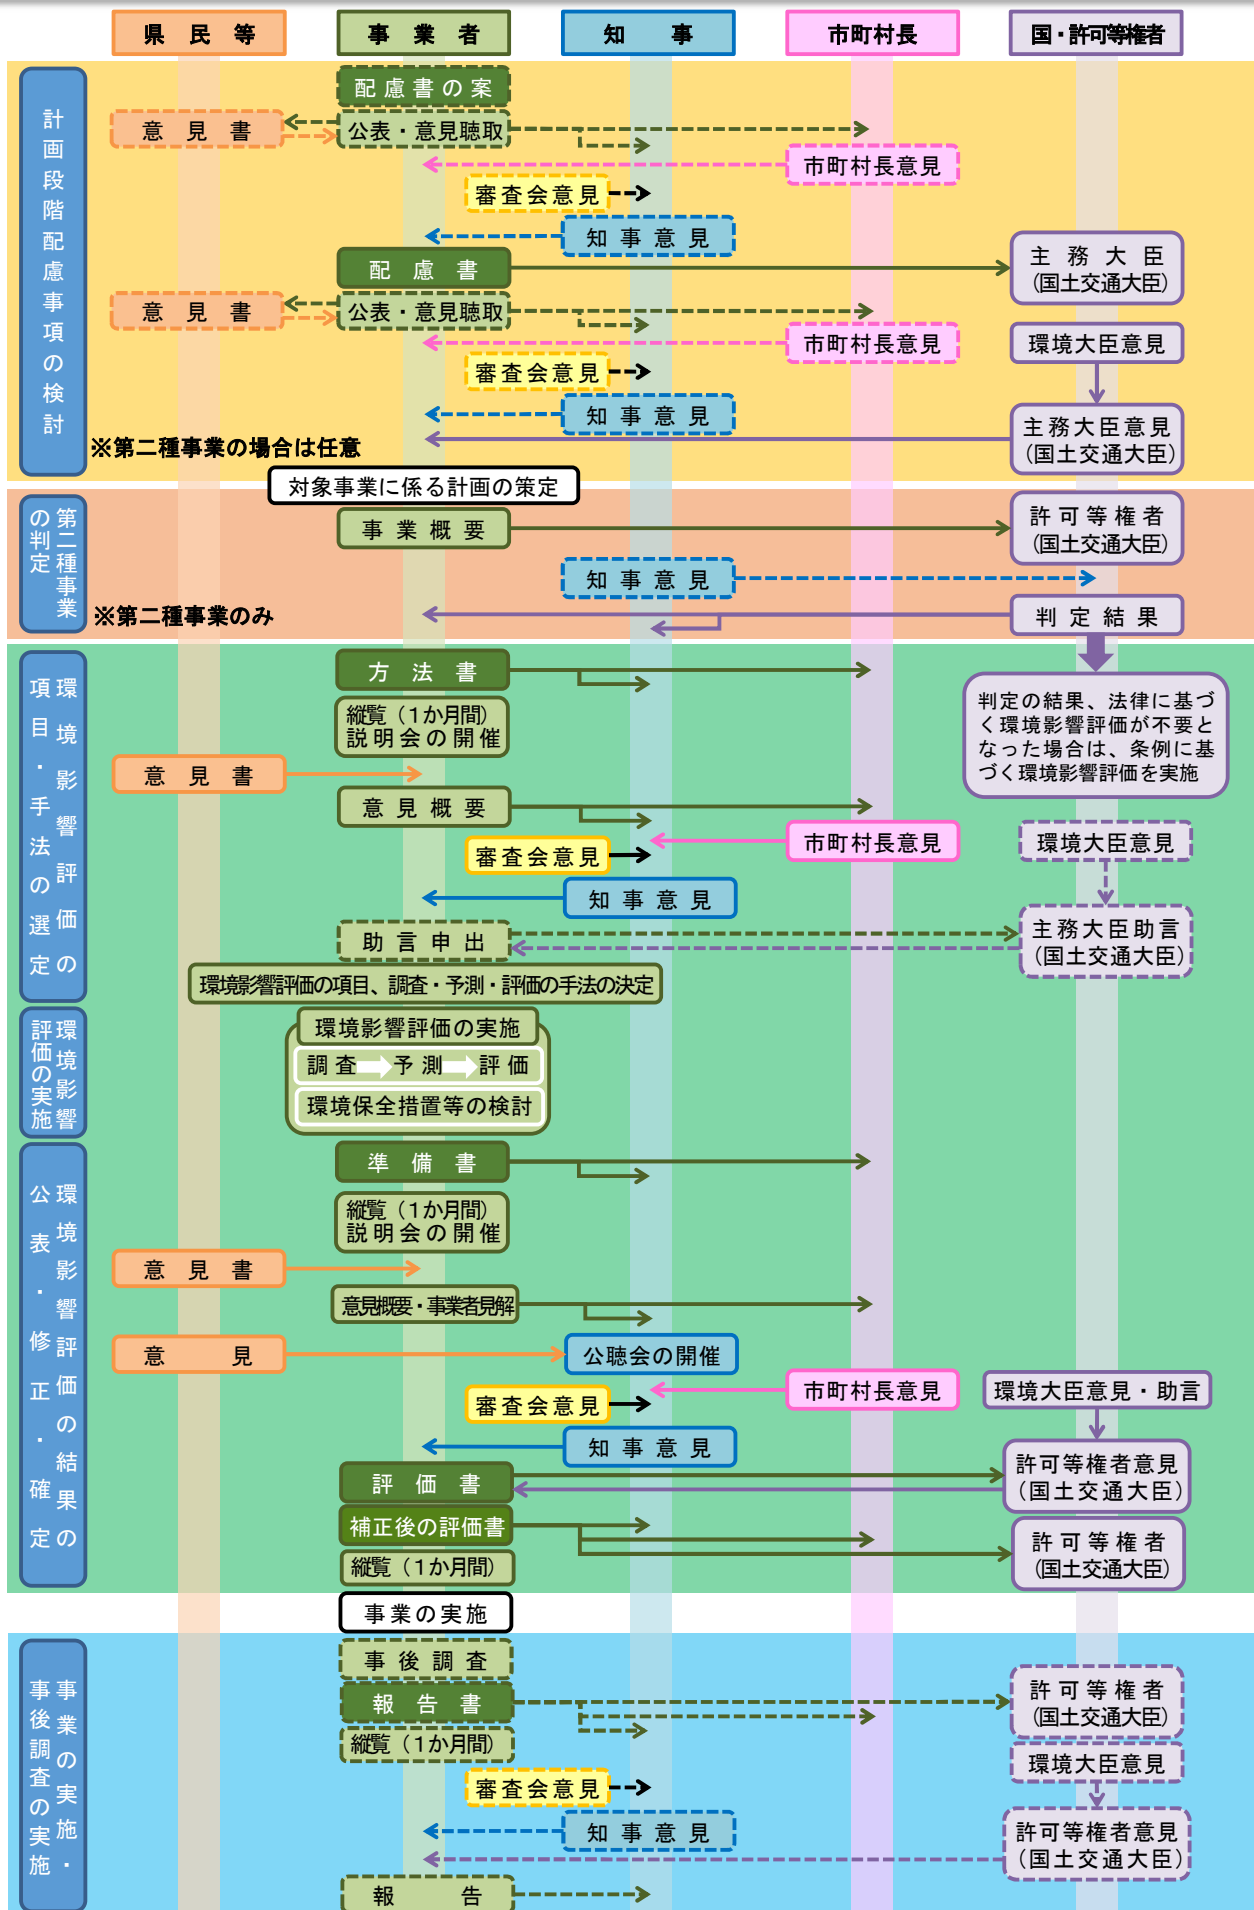 県民等
事業者
知事
市町村長
国・許可等権者
計画段階配慮事項の検討
配慮書の案
意見書
公表・意見聴取
市町村長意見
審査会意見
知事意見
配慮書
主務大臣
(国土交通大臣)
意見書
公表・意見聴取
市町村長意見
環境大臣意見
審査会意見
知事意見
主務大臣意見
(国土交通大臣)
※第二種事業の場合は任意
対象事業に係る計画の策定
第二種事業
の判定
事業概要
許可等権者
(国土交通大臣)
知事意見
※第二種事業のみ
判定結果
環境影響評価の
項目・手法の選定
方法書
縦覧(1か月間)
説明会の開催
判定の結果、法律に基づ
く環境影響評価が不要と
なった場合は、条例に基
づく環境影響評価を実施
意見書
意見概要
市町村長意見
環境大臣意見
審査会意見
知事意見
助言申出
主務大臣助言
(国土交通大臣)
環境影響評価の項目、調査・予測・評価の手法の決定
環境影響
評価の実施
環境影響評価の実施
調査 予測 評価
環境保全措置等の検討
環境影響評価の結果の
公表・修正・確定
準備書
縦覧(1か月間)
説明会の開催
意見書
意見概要・事業者見解
意見
公聴会の開催
市町村長意見
環境大臣意見・助言
審査会意見
知事意見
評価書
許可等権者意見
(国土交通大臣)
補正後の評価書
許可等権者
(国土交通大臣)
縦覧(1か月間)
事業の実施
事業の実施・
事後調査の実施
事後調査
報告書
許可等権者
(国土交通大臣)
縦覧(1か月間)
環境大臣意見
審査会意見
知事意見
許可等権者意見
(国土交通大臣)
報告